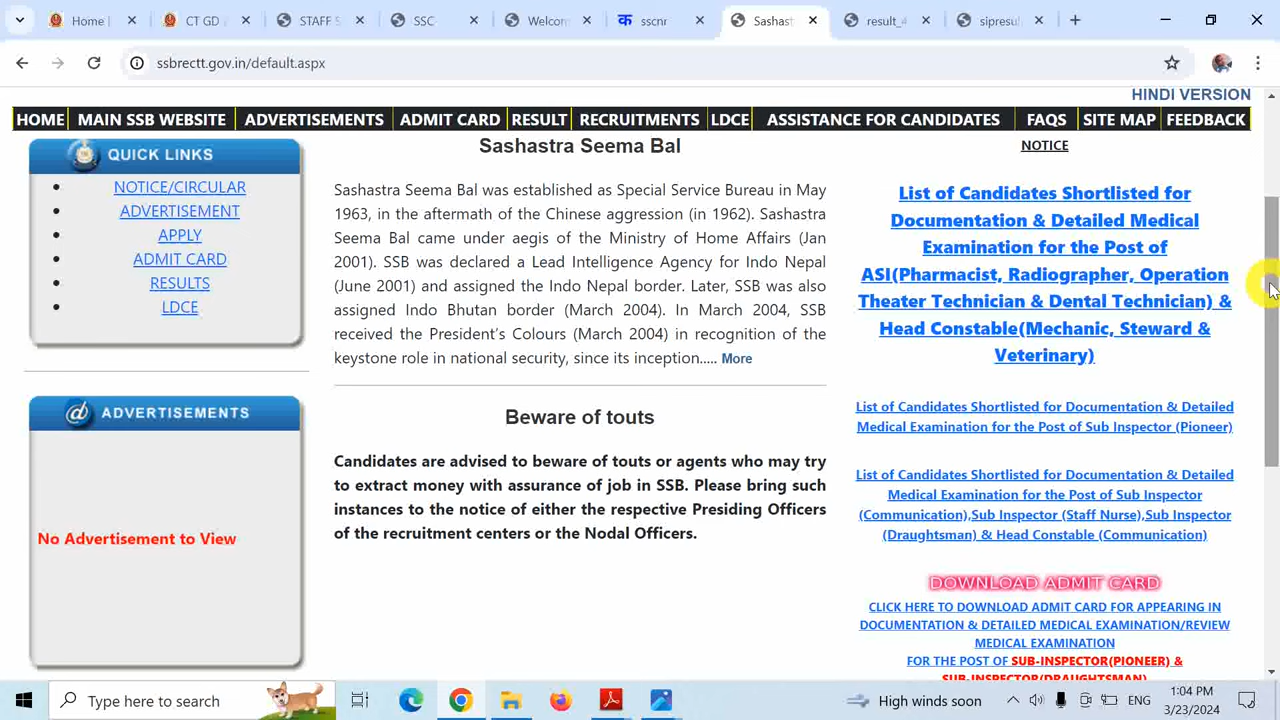 Home |
CT GD
STAFF S
SSC
Welcom
sscnr
Sashast
result_
sipresul
ssbrectt.gov.in/default.aspx
HINDI VERSION
HOME MAIN SSB WEBSITE ADVERTISEMENTS ADMIT CARD RESULT RECRUITMENTS LDCE ASSISTANCE FOR CANDIDATES FAQS SITE MAP FEEDBACK
QUICK LINKS
NOTICE/CIRCULAR
ADVERTISEMENT
APPLY
ADMIT CARD
RESULTS
LDCE
ADVERTISEMENTS
No Advertisement to View
Sashastra Seema Bal
Sashastra Seema Bal was established as Special Service Bureau in May
1963, in the aftermath of the Chinese aggression (in 1962). Sashastra
Seema Bal came under aegis of the Ministry of Home Affairs (Jan
2001). SSB was declared a Lead Intelligence Agency for Indo Nepal
(June 2001) and assigned the Indo Nepal border. Later, SSB was also
assigned Indo Bhutan border (March 2004). In March 2004, SSB
received the President's Colours (March 2004) in recognition of the
keystone role in national security, since its inception..... More
Beware of touts
Candidates are advised to beware of touts or agents who may try
to extract money with assurance of job in SSB. Please bring such
instances to the notice of either the respective Presiding Officers
of the recruitment centers or the Nodal Officers.
NOTICE
List of Candidates Shortlisted for
Documentation & Detailed Medical
Examination for the Post of
ASI(Pharmacist, Radiographer, Operation
Theater Technician & Dental Technician) &
Head Constable(Mechanic, Steward &
Veterinary)
List of Candidates Shortlisted for Documentation & Detailed
Medical Examination for the Post of Sub Inspector (Pioneer)
List of Candidates Shortlisted for Documentation & Detailed
Medical Examination for the Post of Sub Inspector
(Communication),Sub Inspector (Staff Nurse),Sub Inspector
(Draughtsman) & Head Constable (Communication)
DOWNLOAD ADMIT CARD
CLICK HERE TO DOWNLOAD ADMIT CARD FOR APPEARING IN
DOCUMENTATION & DETAILED MEDICAL EXAMINATION/REVIEW
MEDICAL EXAMINATION
FOR THE POST OF SUB-INSPECTOR(PIONEER) &
SUB-INSPECTOR(DRAUGHTSMAN)
Type here to search
High winds soon
ENG
1:04 PM
3/23/2024